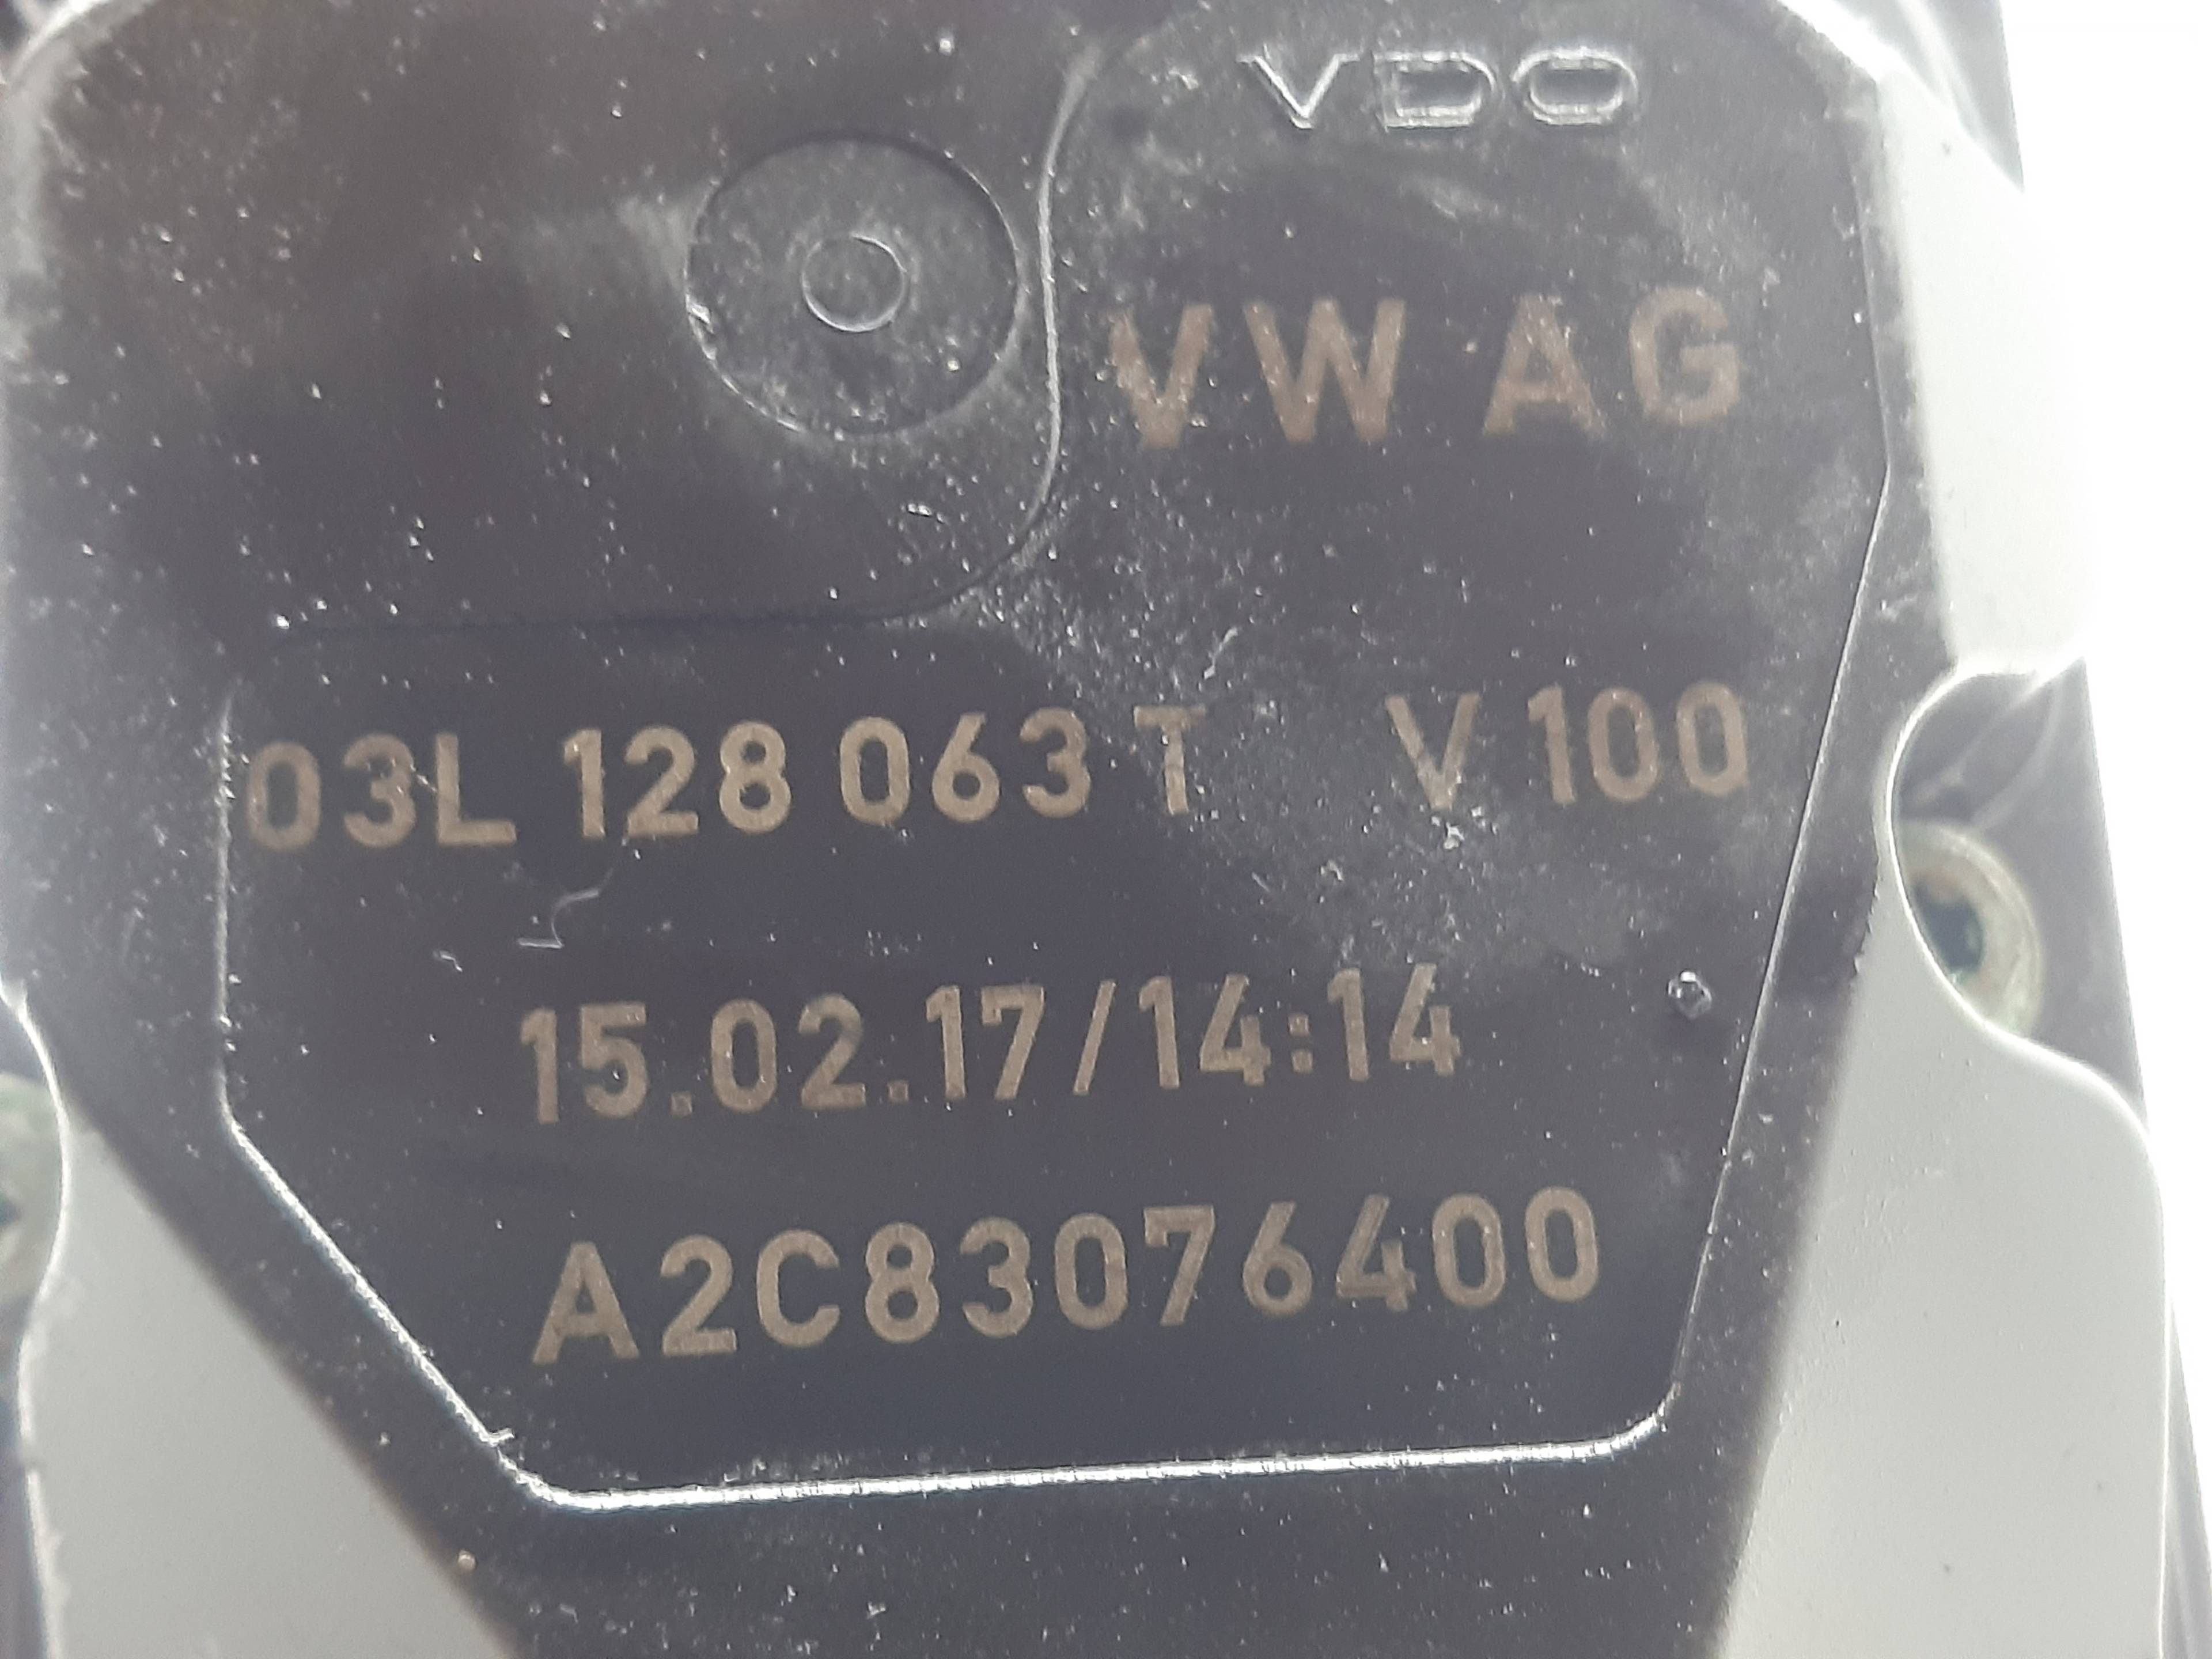 VDO
VW AG
03L 128 063 T V 100
15.02.17/14:14
A2C83076400